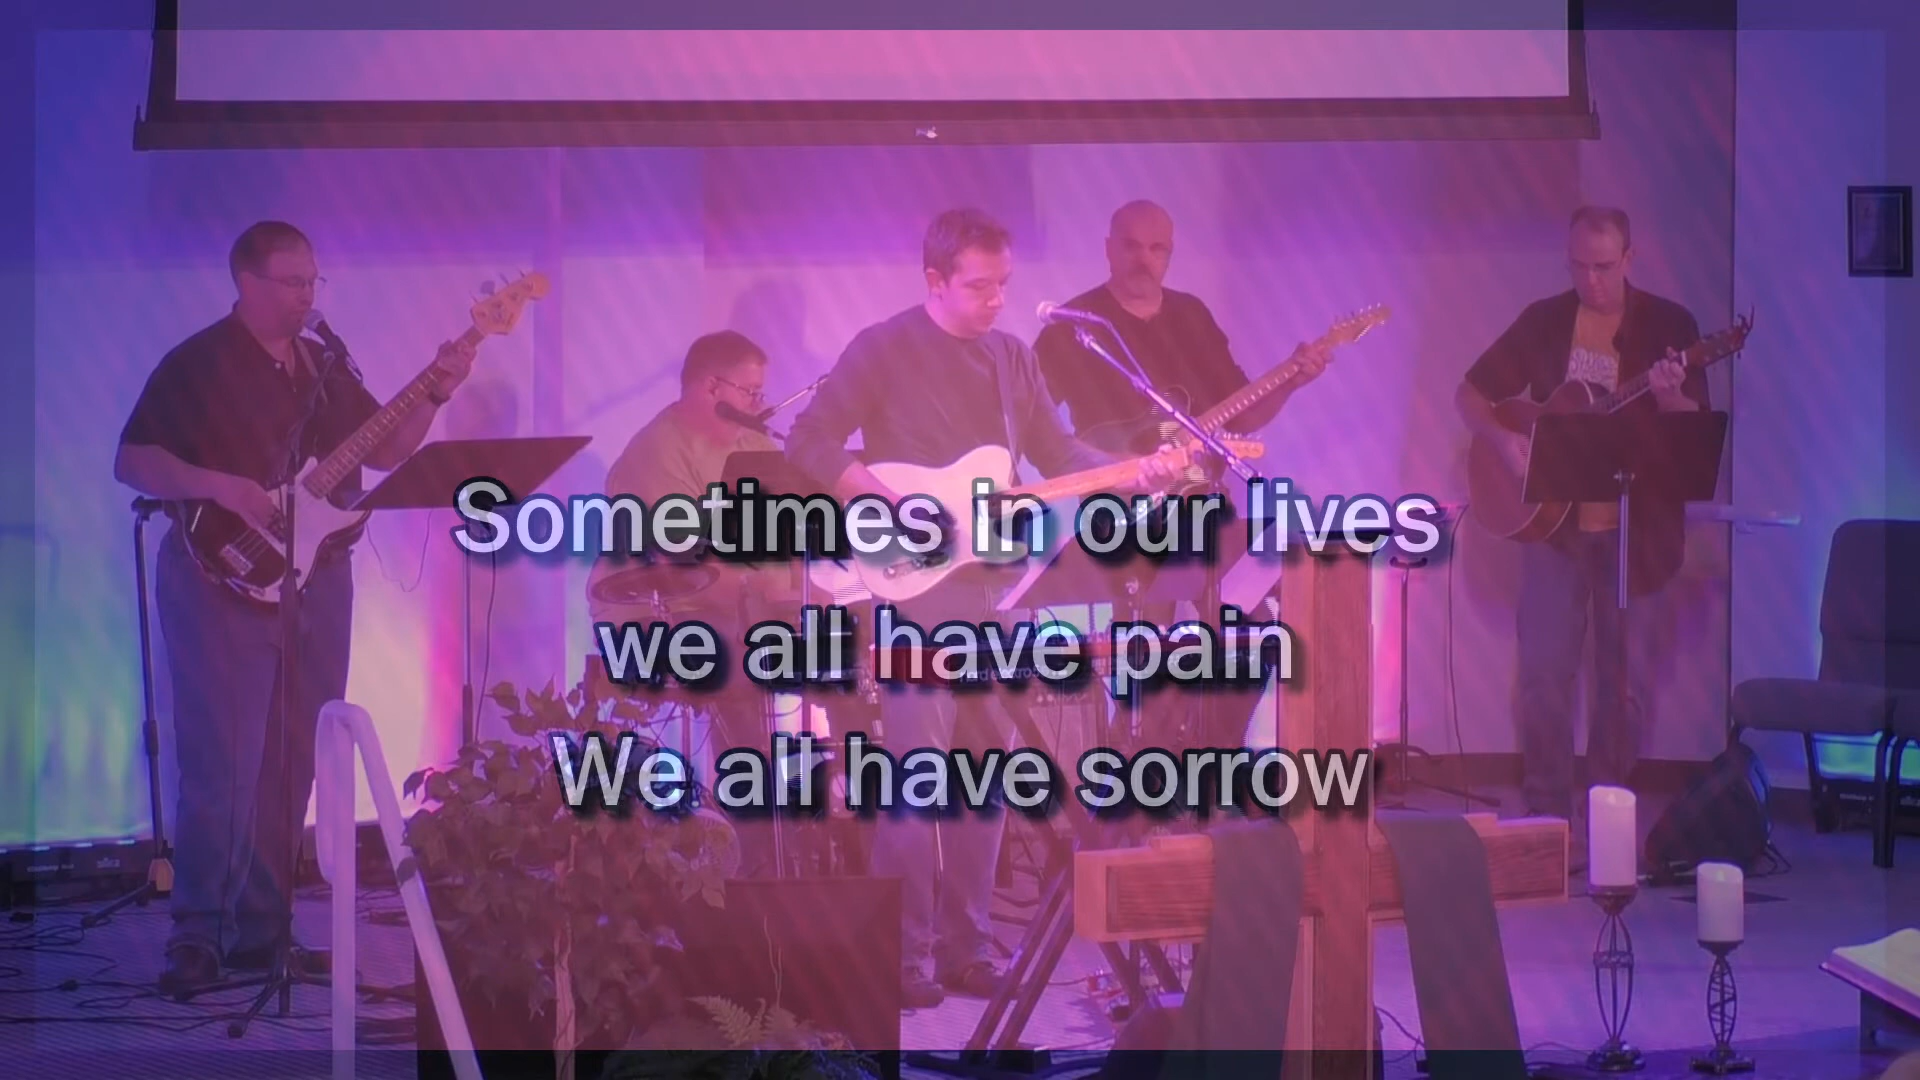 Sometimes in our lives
we all have pain
We all have sorrow